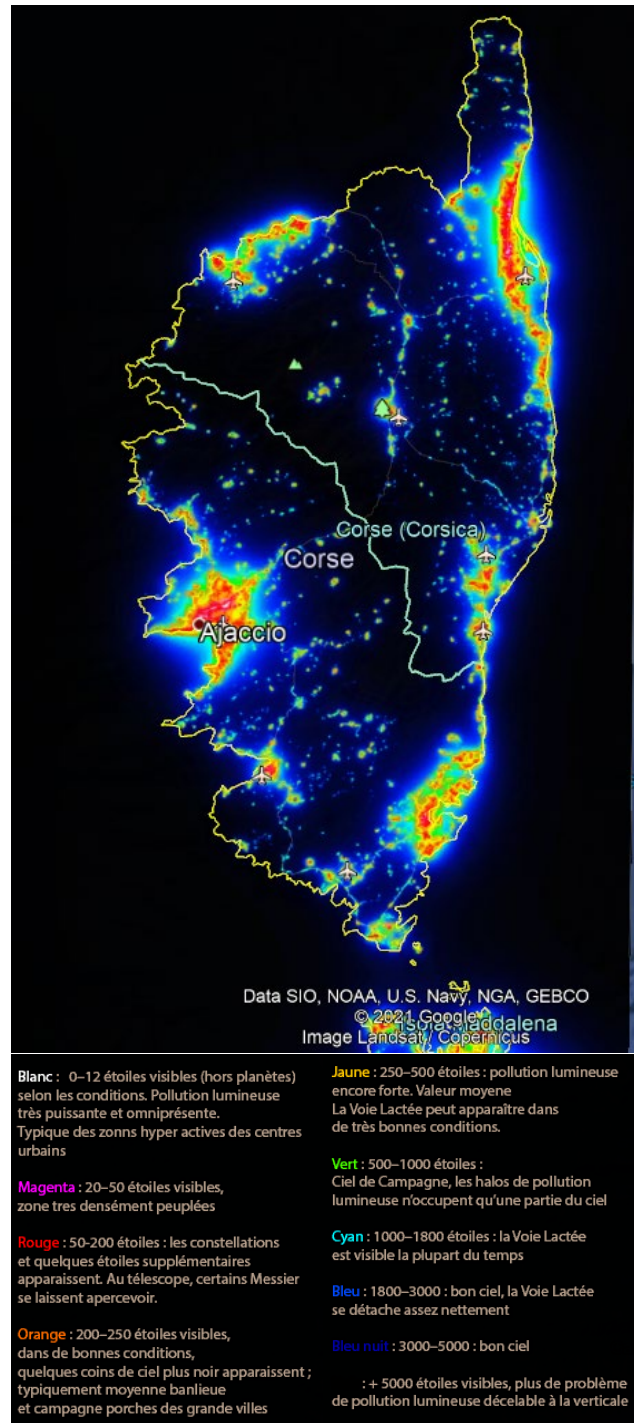 Corse (Corsica)
Corse
Ajaccio
Data SIO, NOAA, U.S. Navy, NGA, GEBCO
© 2021 Google
Isola Maddalena
Image Landsat / Copernicus
Blanc : 0–12 étoiles visibles (hors planètes)
selon les conditions. Pollution lumineuse
très puissante et omniprésente.
Typique des zonns hyper actives des centres
urbains
Magenta : 20–50 étoiles visibles,
zone tres densément peuplées
Rouge : 50-200 étoiles : les constellations
et quelques étoiles supplémentaires
apparaissent. Au télescope, certains Messier
se laissent apercevoir.
Orange : 200–250 étoiles visibles,
dans de bonnes conditions,
quelques coins de ciel plus noir apparaissent ;
typiquement moyenne banlieue
et campagne porches des grande villes
Jaune : 250–500 étoiles : pollution lumineuse
encore forte. Valeur moyenne
La Voie Lactée peut apparaître dans
de très bonnes conditions.
Vert : 500–1000 étoiles :
Ciel de Campagne, les halos de pollution
lumineuse n'occupent qu'une partie du ciel
Cyan : 1000–1800 étoiles : la Voie Lactée
est visible la plupart du temps
Bleu : 1800–3000 : bon ciel, la Voie Lactée
se détache assez nettement
Bleu nuit : 3000–5000 : bon ciel
: + 5000 étoiles visibles, plus de problème
de pollution lumineuse décelable à la verticale